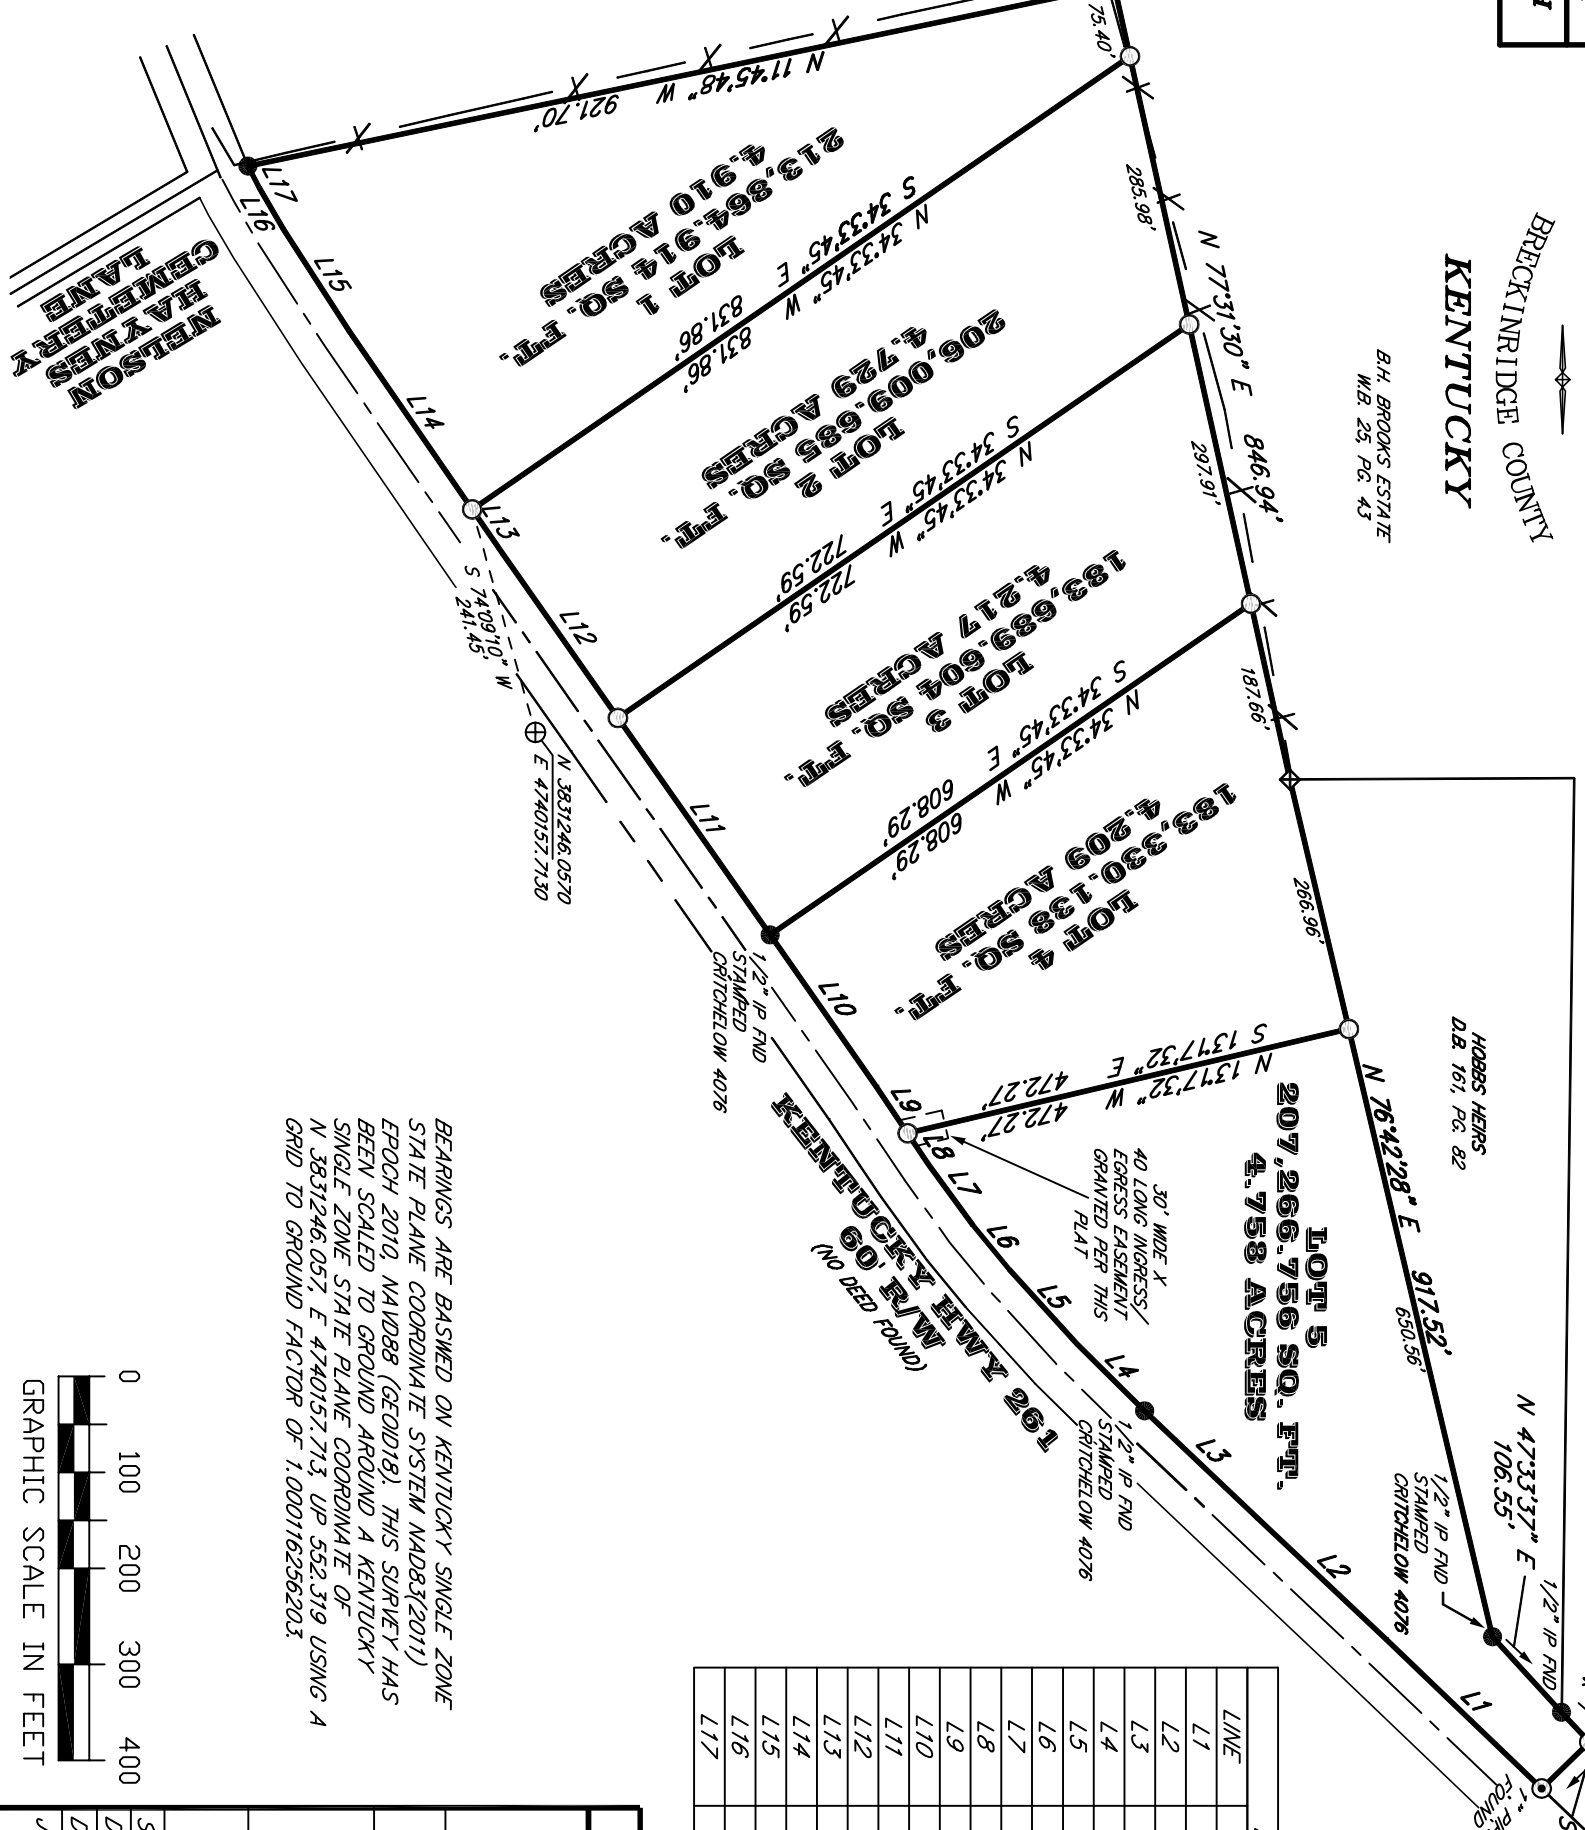 BRECKINRIDGE COUNTY
KENTUCKY
B.H. BROOKS ESTATE
W.B. 25, PG. 43
HOBBS HEIRS
D.B. 161, PG. 82
75.40'
285.98'
N 77°31'30" E 846.94'
297.91'
187.66'
266.96'
N 76°42'28" E 917.52'
650.56'
N 47°33'37" E
106.55'
1/2" IP FND
1/2" IP FND
STAMPED
CRITCHELOW 4076
N 11°45'48" W
921.70'
LOT 1
213,864.914 SQ. FT.
4.910 ACRES
S 34°33'45" E
831.86'
N 34°33'45" W
831.86'
LOT 2
206,009.685 SQ. FT.
4.729 ACRES
S 34°33'45" E
722.59'
N 34°33'45" W
722.59'
LOT 3
183,689.604 SQ. FT.
4.217 ACRES
S 34°33'45" E
608.29'
N 34°33'45" W
608.29'
LOT 4
183,330.138 SQ. FT.
4.209 ACRES
S 13°17'32" E
472.27'
N 13°17'32" W
472.27'
LOT 5
207,266.756 SQ. FT.
4.758 ACRES
30' WIDE X
40 LONG INGRESS/
EGRESS EASEMENT
GRANTED PER THIS
PLAT
L17
L16
L15
L14
L13
L12
L11
L10
L9
L8
L7
L6
L5
L4
L3
L2
L1
NELSON
HAYNES
CEMETERY
LANE
S 74°09'10" W
241.45'
N 3831246.0570
E 4740157.7130
1/2" IP FND
STAMPED
CRITCHELOW 4076
KENTUCKY HWY 261
60' R/W
(NO DEED FOUND)
1/2" IP FND
STAMPED
CRITCHELOW 4076
FOUND
BEARINGS ARE BASWED ON KENTUCKY SINGLE ZONE
STATE PLANE COORDINATE SYSTEM NAD83(2011)
EPOCH 2010, NAVD88 (GEOID18). THIS SURVEY HAS
BEEN SCALED TO GROUND AROUND A KENTUCKY
SINGLE ZONE STATE PLANE COORDINATE OF
N 3831246.057, E 4740157.713, UP 552.319 USING A
GRID TO GROUND FACTOR OF 1.000116256203.
0 100 200 300 400
GRAPHIC SCALE IN FEET
LINE
L1
L2
L3
L4
L5
L6
L7
L8
L9
L10
L11
L12
L13
L14
L15
L16
L17